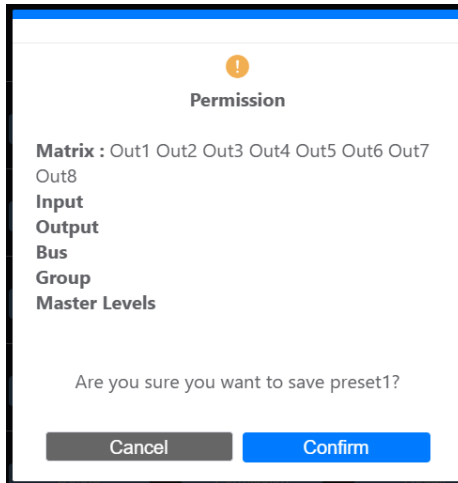 Permission
Matrix : Out1 Out2 Out3 Out4 Out5 Out6 Out7
Out8
Input
Output
Bus
Group
Master Levels
Are you sure you want to save preset1?
Cancel Confirm